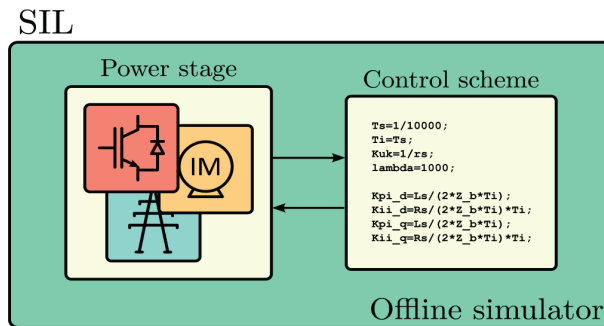 SIL
Power stage
IM
Control scheme
Ts=1/10000;
Ti=Ts;
Kuk=1/rs;
lambda=1000;
Kpi_d=Ls/(2*Z_b*Ti);
Kii_d=Rs/(2*Z_b*Ti)*Ti;
Kpi_q=Ls/(2*Z_b*Ti);
Kii_q=Rs/(2*Z_b*Ti)*Ti;
Offline simulator